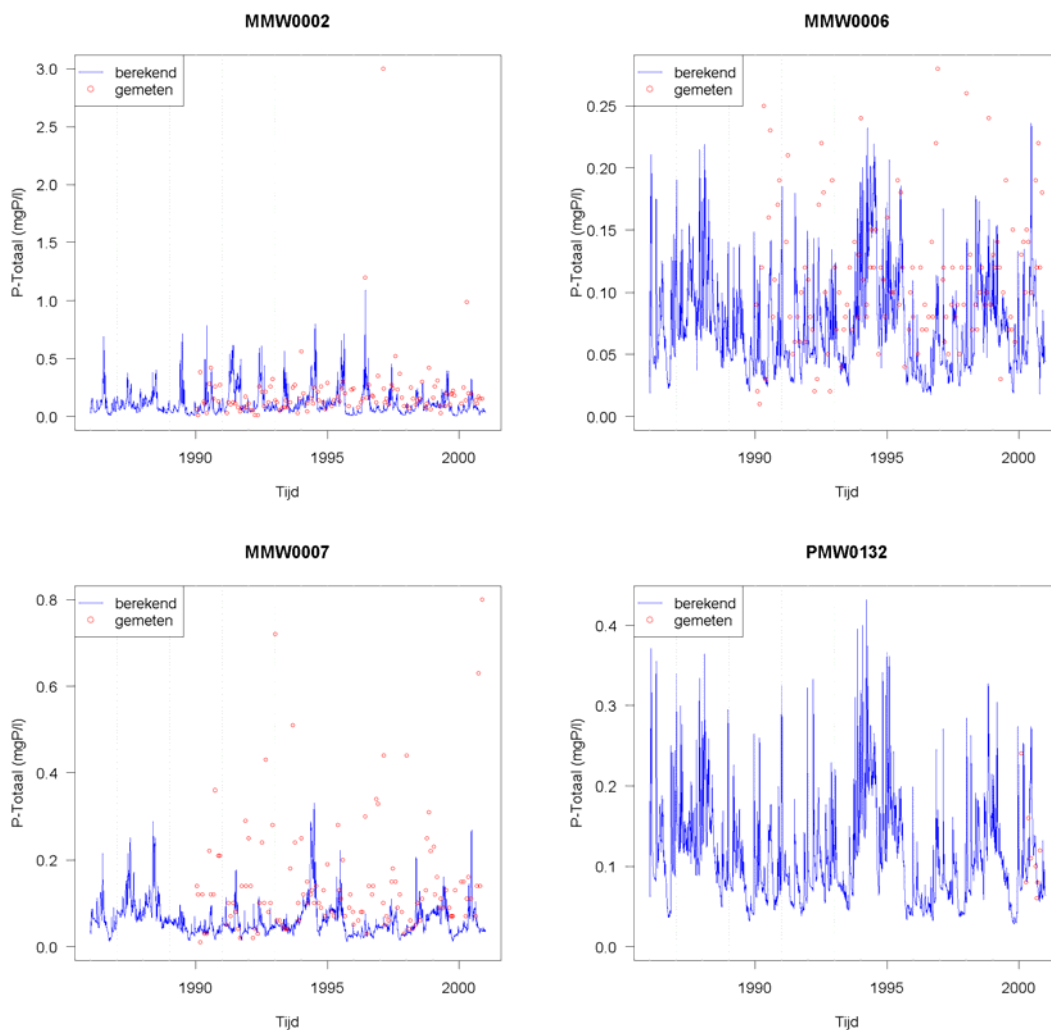 MMW0002
berekend
gemeten
P-Totaal (mgP/l)
3.0
2.5
2.0
1.5
1.0
0.5
0.0
1990
1995
2000
Tijd
MMW0006
berekend
gemeten
P-Totaal (mgP/l)
0.25
0.20
0.15
0.10
0.05
0.00
1990
1995
2000
Tijd
MMW0007
berekend
gemeten
P-Totaal (mgP/l)
0.8
0.6
0.4
0.2
0.0
1990
1995
2000
Tijd
PMW0132
berekend
gemeten
P-Totaal (mgP/l)
0.4
0.3
0.2
0.1
0.0
1990
1995
2000
Tijd